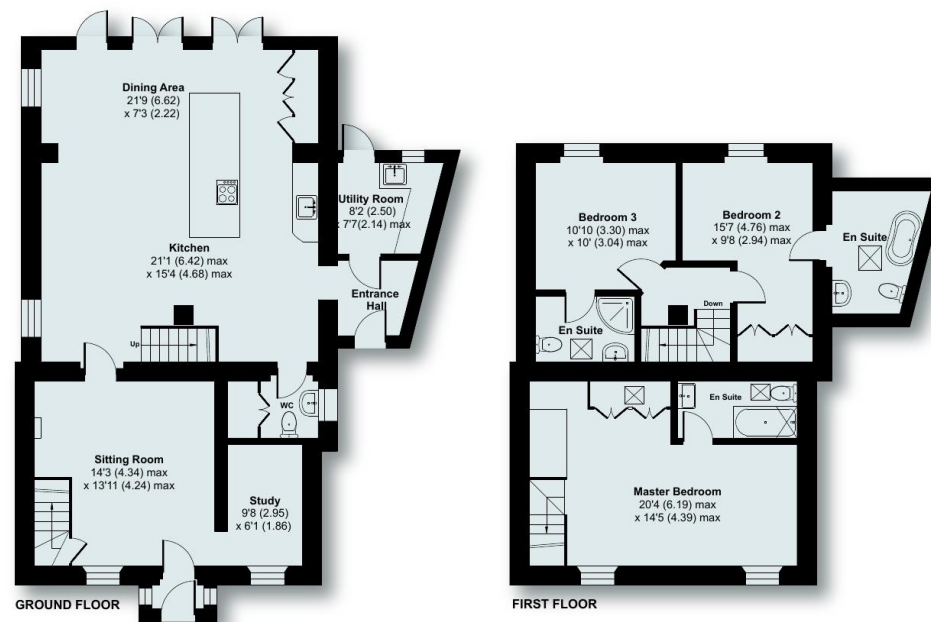 Dining Area
21'9 (6.62)
x 7'3 (2.22)
Utility Room
8'2 (2.50)
x 7'7(2.14) max
Kitchen
21'1 (6.42) max
x 15'4 (4.68) max
Entrance
Hall
Up
WC
Sitting Room
14'3 (4.34) max
x 13'11 (4.24) max
Study
9'8 (2.95)
x 6'1 (1.86)
GROUND FLOOR
Bedroom 3
10'10 (3.30) max
x 10' (3.04) max
Bedroom 2
15'7 (4.76) max
x 9'8 (2.94) max
En Suite
Down
En Suite
En Suite
Master Bedroom
20'4 (6.19) max
x 14'5 (4.39) max
FIRST FLOOR